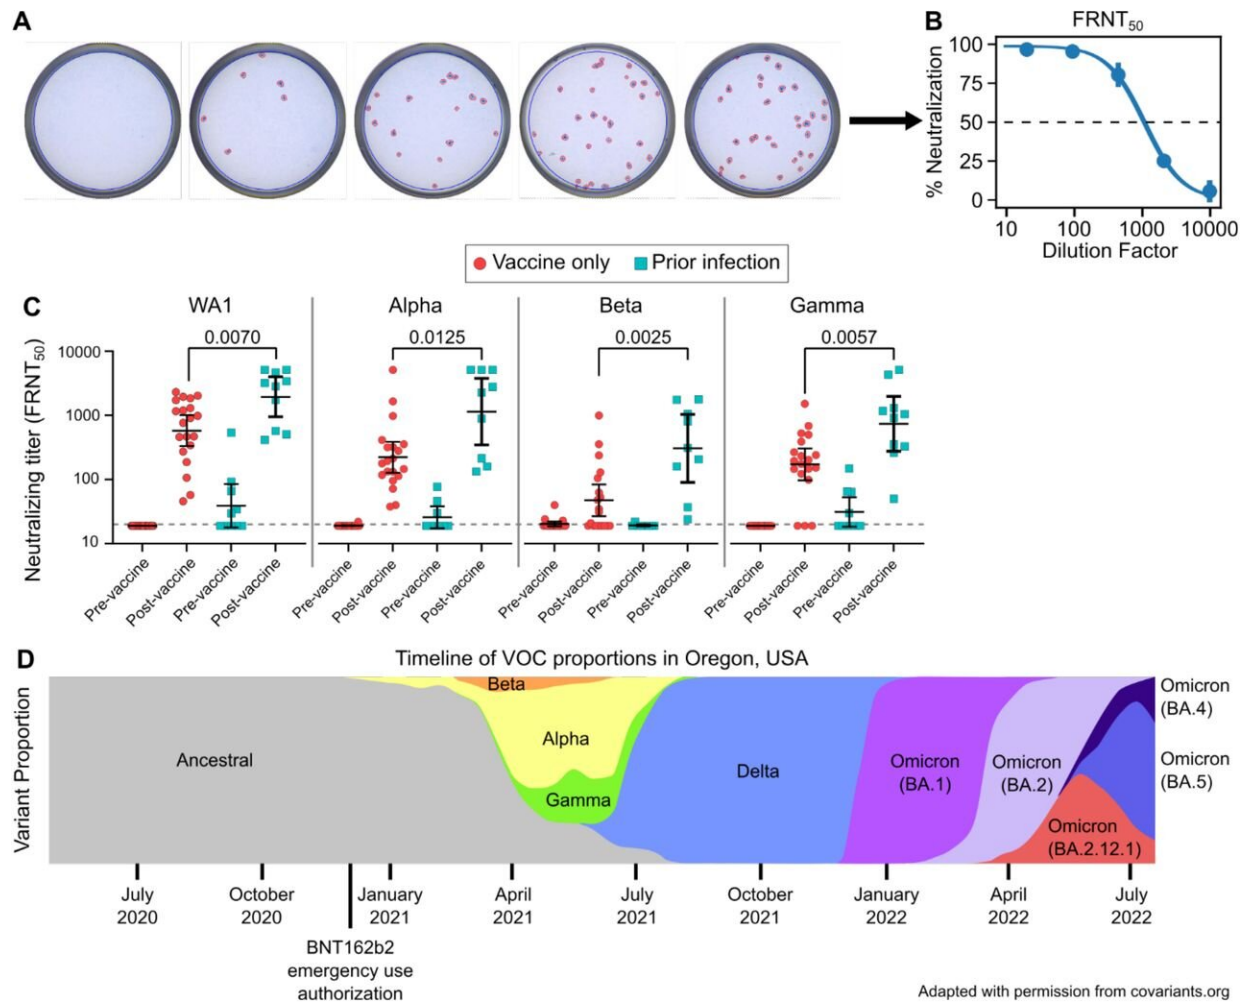 A
B
FRNT50
% Neutralization
100
75
50
25
0
10
100
1000
10000
Dilution Factor
Vaccine only
Prior infection
C
WA1
Alpha
Beta
Gamma
0.0070
0.0125
0.0025
0.0057
Neutralizing titer (FRNT50)
10000
1000
100
10
Pre-vaccine
Post-vaccine
Pre-vaccine
Post-vaccine
Pre-vaccine
Post-vaccine
Pre-vaccine
Post-vaccine
Pre-vaccine
Post-vaccine
Pre-vaccine
Post-vaccine
Pre-vaccine
Post-vaccine
Pre-vaccine
Post-vaccine
D
Timeline of VOC proportions in Oregon, USA
Variant Proportion
Ancestral
Beta
Alpha
Gamma
Delta
Omicron
(BA.1)
Omicron
(BA.2)
Omicron
(BA.2.12.1)
Omicron
(BA.4)
Omicron
(BA.5)
July
2020
October
2020
January
2021
April
2021
July
2021
October
2021
January
2022
April
2022
July
2022
BNT162b2
emergency use
authorization
Adapted with permission from covariants.org